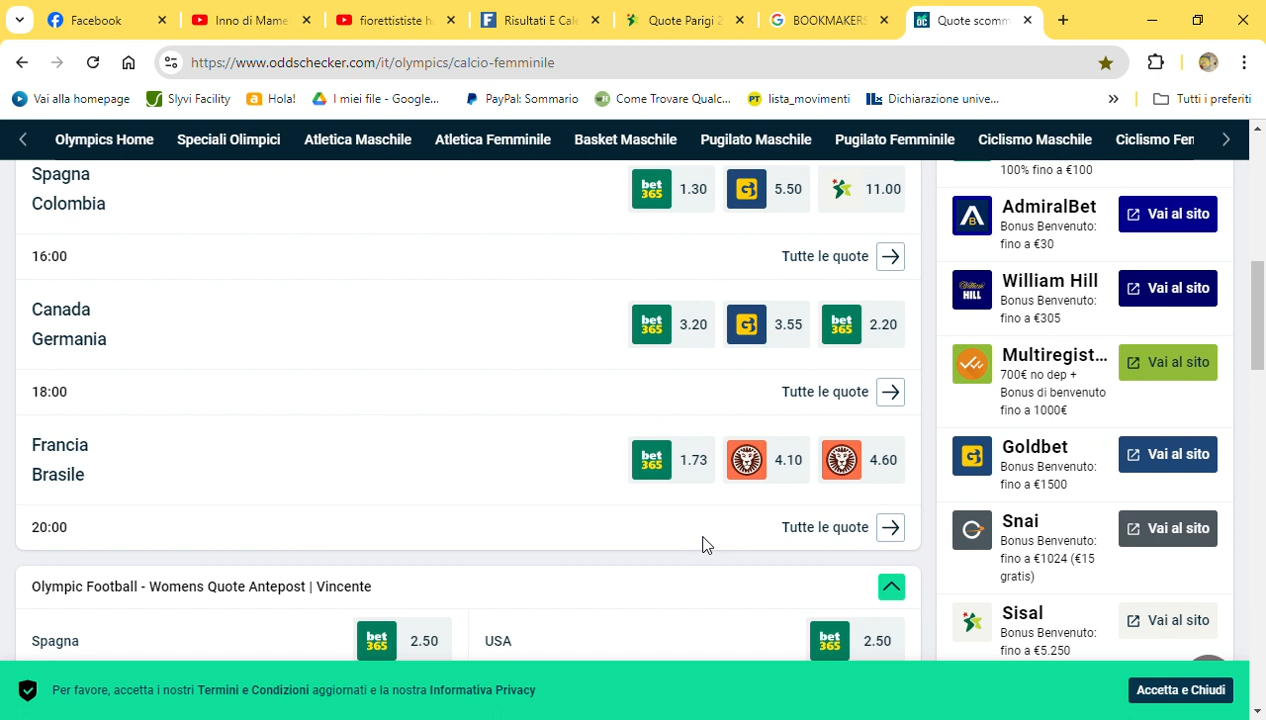 Facebook
Inno di Mame
fiorettististe h
Risultati E Cal
Quote Parigi 2
BOOKMAKERS
Quote scomm
https://www.oddschecker.com/it/olympics/calcio-femminile
Vai alla homepage
Slyvi Facility
Hola!
I miei file - Google...
PayPal: Sommario
Come Trovare Qualc...
lista_movimenti
Dichiarazione unive...
Tutti i preferiti
Olympics Home
Speciali Olimpici
Atletica Maschile
Atletica Femminile
Basket Maschile
Pugilato Maschile
Pugilato Femminile
Ciclismo Maschile
Ciclismo Fem
Spagna
Colombia
bet365 1.30
5.50
11.00
16:00
Tutte le quote
Canada
Germania
bet365 3.20
3.55
bet365 2.20
18:00
Tutte le quote
Francia
Brasile
bet365 1.73
4.10
4.60
20:00
Tutte le quote
Olympic Football - Womens Quote Antepost | Vincente
Spagna
bet365 2.50
USA
bet365 2.50
100% fino a €100
AdmiralBet
Bonus Benvenuto:
fino a €30
Vai al sito
William Hill
Bonus Benvenuto:
fino a €305
Vai al sito
Multiregist...
700€ no dep +
Bonus di benvenuto
fino a 1000€
Vai al sito
Goldbet
Bonus Benvenuto:
fino a €1500
Vai al sito
Snai
Bonus Benvenuto:
fino a €1024 (€15
gratis)
Vai al sito
Sisal
Bonus Benvenuto:
fino a €5.250
Vai al sito
Per favore, accetta i nostri Termini e Condizioni aggiornati e la nostra Informativa Privacy
Accetta e Chiudi